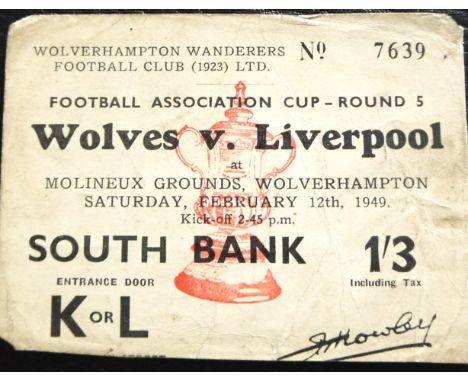 WOLVERHAMPTON WANDERERS
FOOTBALL CLUB (1923) LTD.
Nº 7639
FOOTBALL ASSOCIATION CUP – ROUND 5
Wolves v. Liverpool
at
MOLINEUX GROUNDS, WOLVERHAMPTON
SATURDAY, FEBRUARY 12th, 1949.
Kick-off 2-45 p.m.
SOUTH BANK
1'3
Including Tax
ENTRANCE DOOR
K OR L